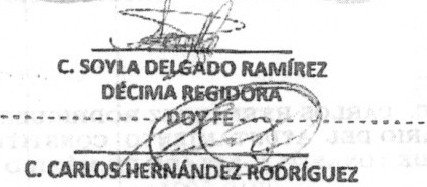 C. SOYLA DELGADO RAMÍREZ
DÉCIMA REGIDORA
DOY FE
C. CARLOS HERNÁNDEZ RODRÍGUEZ